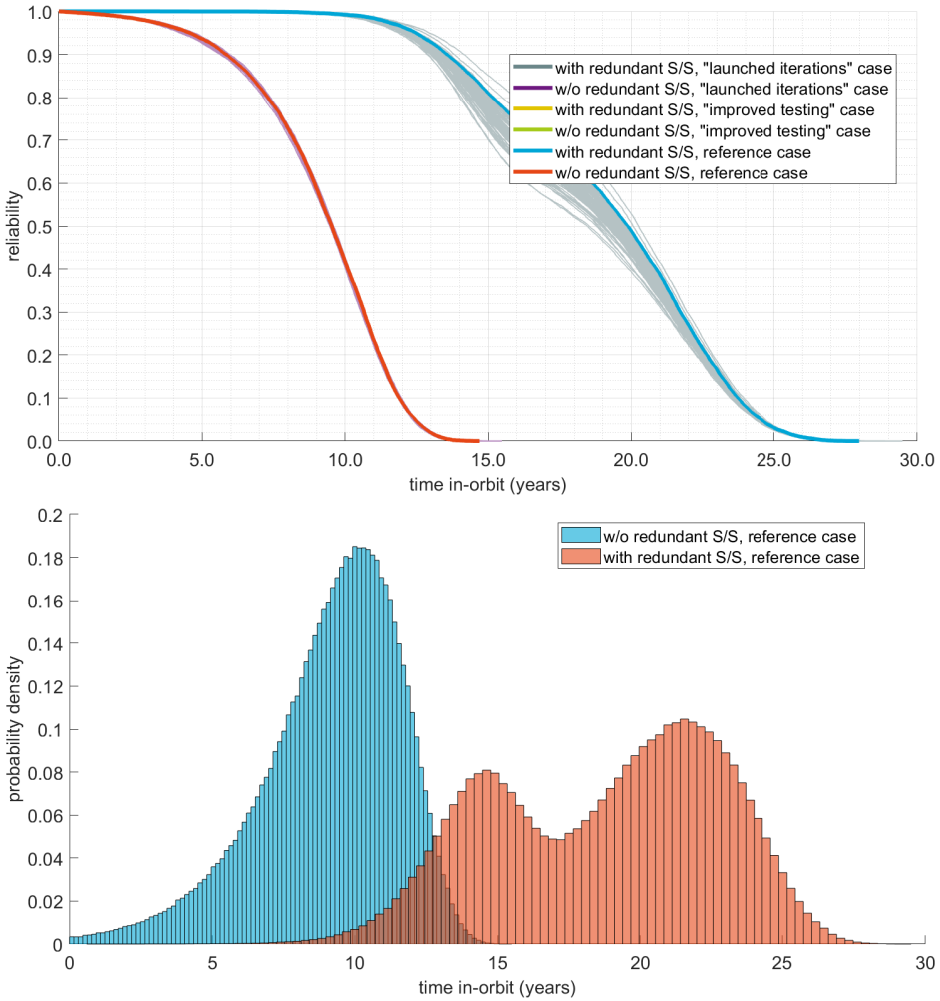 1.0
0.9
0.8
0.7
0.6
0.5
0.4
0.3
0.2
0.1
0.0
reliability
with redundant S/S, "launched iterations" case
w/o redundant S/S, "launched iterations" case
with redundant S/S, "improved testing" case
w/o redundant S/S, "improved testing" case
with redundant S/S, reference case
w/o redundant S/S, reference case
0.0 5.0 10.0 15.0 20.0 25.0 30.0
time in-orbit (years)
0.2
0.18
0.16
0.14
0.12
0.1
0.08
0.06
0.04
0.02
0
probability density
w/o redundant S/S, reference case
with redundant S/S, reference case
0 5 10 15 20 25 30
time in-orbit (years)